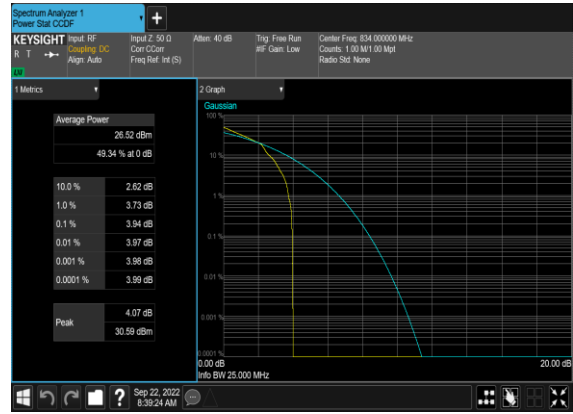 Spectrum Analyzer 1
Power Stat CCDF
+
KEYSIGHT
R T
LXI
Input: RF
Coupling: DC
Align: Auto
Input Z: 50 Ω
Corr CCorr
Freq Ref: Int (S)
Atten: 40 dB
Trig: Free Run
#IF Gain: Low
Center Freq: 834.000000 MHz
Counts: 1.00 M/1.00 Mpt
Radio Std: None
1 Metrics
Average Power
26.52 dBm
49.34 % at 0 dB
10.0 % 2.62 dB
1.0 % 3.73 dB
0.1 % 3.94 dB
0.01 % 3.97 dB
0.001 % 3.98 dB
0.0001 % 3.99 dB
Peak
4.07 dB
30.59 dBm
2 Graph
Gaussian
100 %
10 %
1 %
0.1 %
0.01 %
0.001 %
0.0001 %
0.00 dB
20.00 dB
Info BW 25.000 MHz
?
Sep 22, 2022
8:39:24 AM